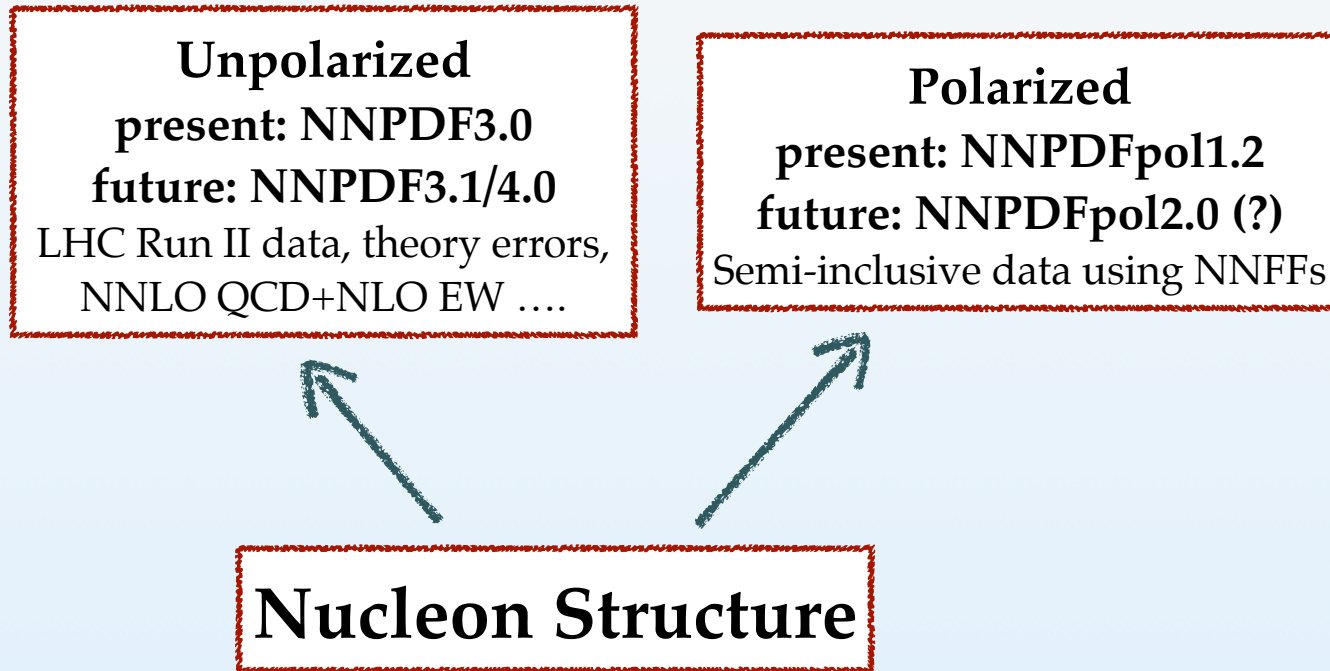 Unpolarized
present: NNPDF3.0
future: NNPDF3.1/4.0
LHC Run II data, theory errors,
NNLO QCD+NLO EW ....
Polarized
present: NNPDFpol1.2
future: NNPDFpol2.0 (?)
Semi-inclusive data using NNFFs
Nucleon Structure